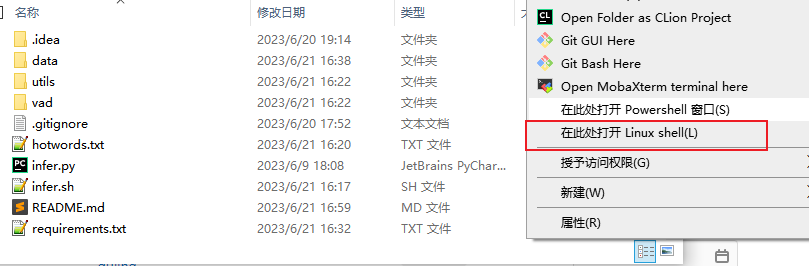 名称 修改日期 类型
.idea 2023/6/20 19:14 文件夹
data 2023/6/21 16:38 文件夹
utils 2023/6/21 16:22 文件夹
vad 2023/6/21 16:22 文件夹
.gitignore 2023/6/20 17:52 文本文档
hotwords.txt 2023/6/21 16:20 TXT 文件
infer.py 2023/6/9 18:08 JetBrains PyChar...
infer.sh 2023/6/21 16:17 SH 文件
README.md 2023/6/21 16:59 MD 文件
requirements.txt 2023/6/21 16:32 TXT 文件
Open Folder as CLion Project
Git GUI Here
Git Bash Here
Open MobaXterm terminal here
在此处打开 Powershell 窗口(S)
在此处打开 Linux shell(L)
授予访问权限(G)
新建(W)
属性(R)